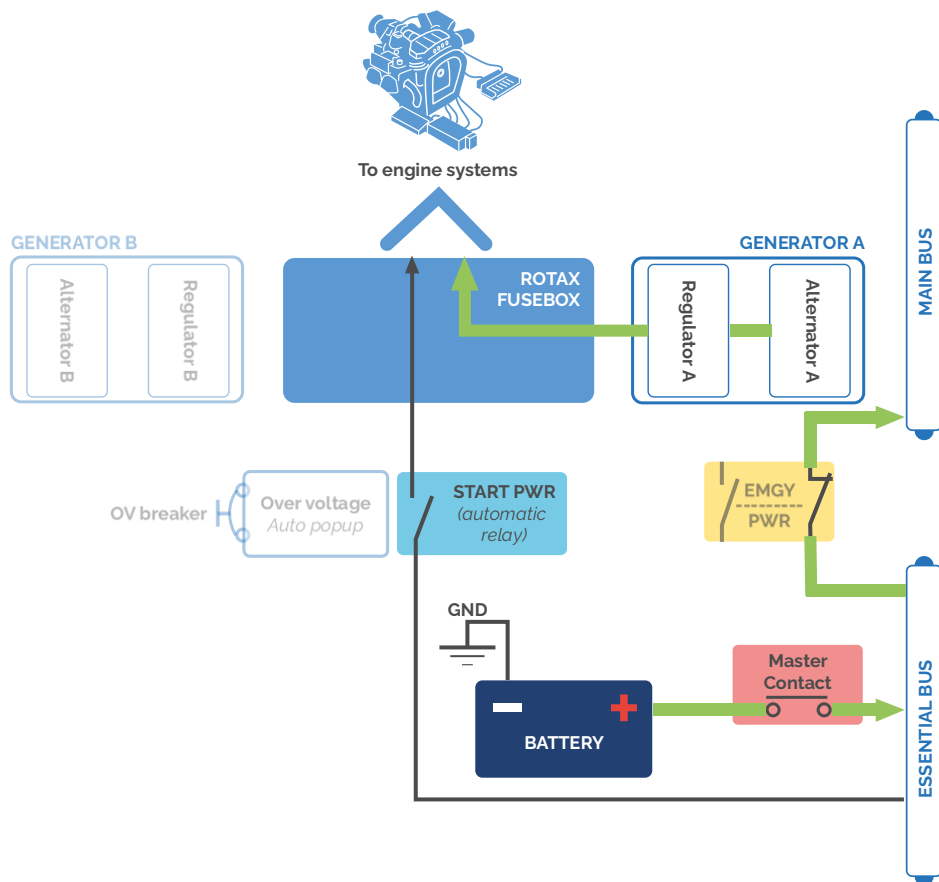 To engine systems
GENERATOR B
Alternator B
Regulator B
ROTAX
FUSEBOX
GENERATOR A
Regulator A
Alternator A
MAIN BUS
OV breaker
Over voltage
Auto popup
START PWR
(automatic
relay)
EMGY
PWR
GND
BATTERY
Master
Contact
ESSENTIAL BUS